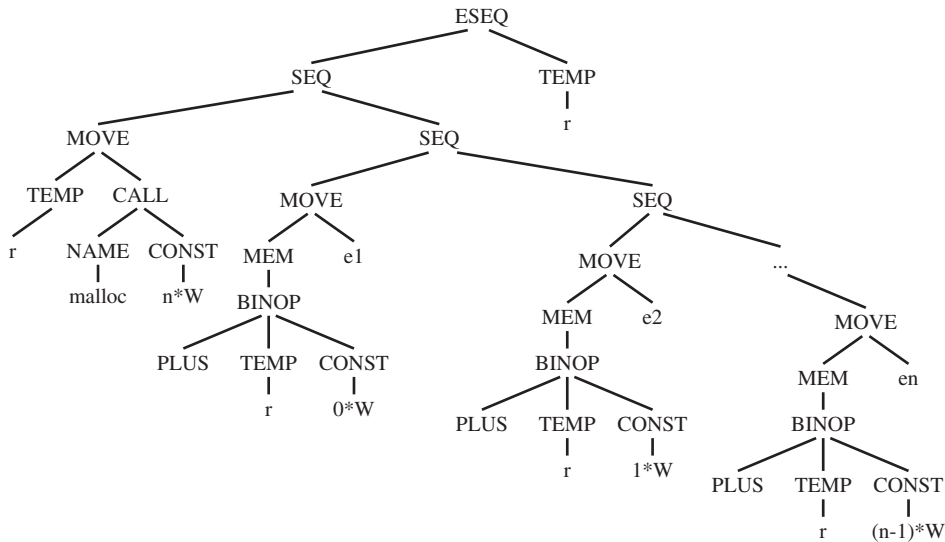 ESEQ
SEQ TEMP
r
MOVE SEQ
TEMP CALL MOVE SEQ
r NAME CONST MEM e1 MOVE ...
malloc n*W BINOP MEM e2 MOVE
PLUS TEMP CONST BINOP MEM en
r 0*W PLUS TEMP CONST BINOP
r 1*W PLUS TEMP CONST
r (n-1)*W